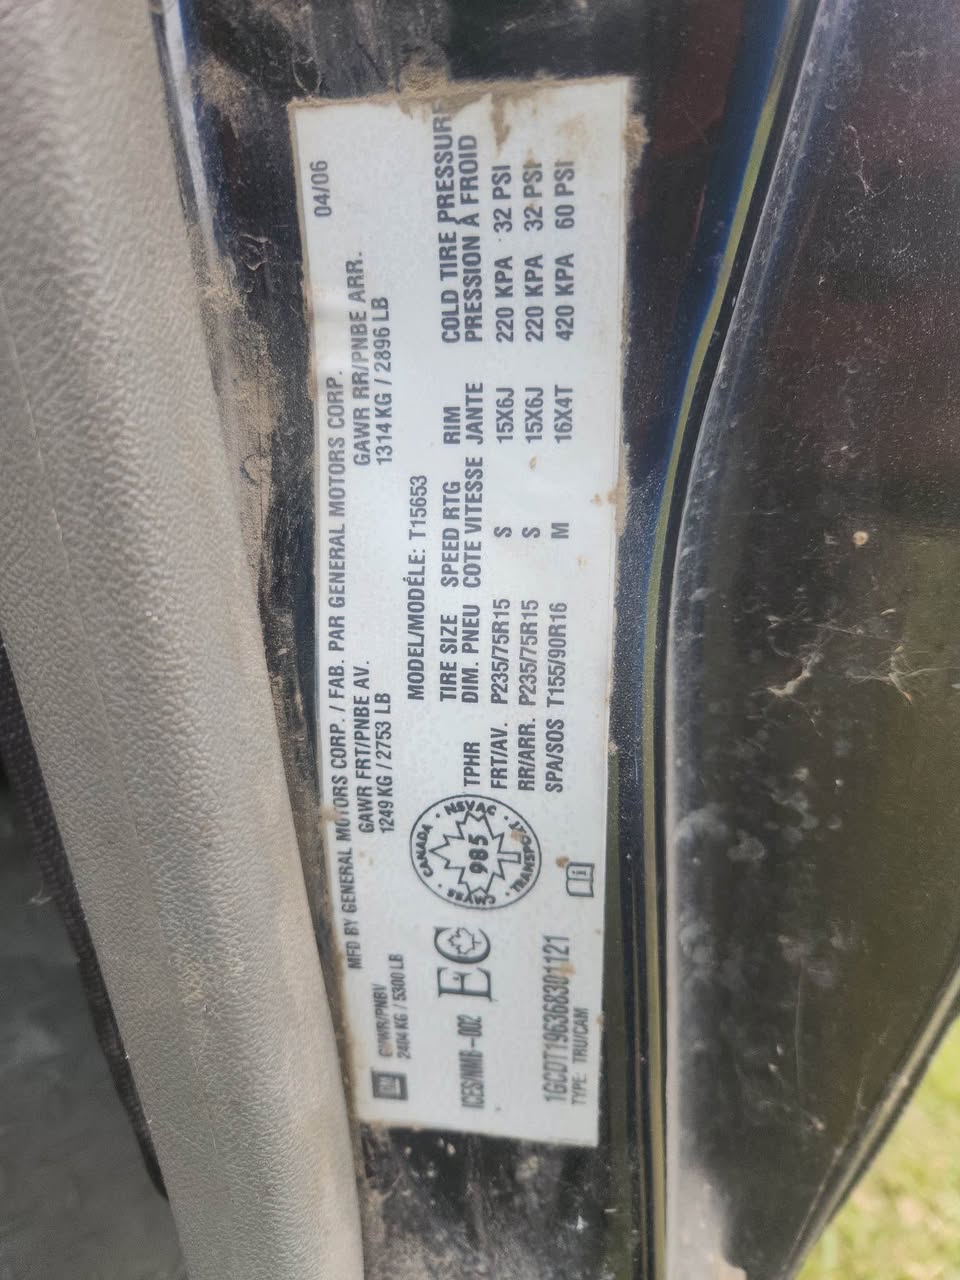 MFD BY GENERAL MOTORS CORP. / FAB. PAR GENERAL MOTORS CORP. 04/06
GM GVWR/PNBV GAWR FRT/PNBE AV. GAWR RR/PNBE ARR.
2404 KG / 5300 LB 1249 KG / 2753 LB 1314 KG / 2896 LB
MODEL/MODÈLE: T15653
ICES/NMB-002 EC
CANADA · NSVAC · TRANSPORT · CMVSS
985
TIRE SIZE SPEED RTG RIM COLD TIRE PRESSURE
TPHR DIM. PNEU COTE VITESSE JANTE PRESSION À FROID
FRT/AV. P235/75R15 S 15X6J 220 KPA 32 PSI
RR/ARR. P235/75R15 S 15X6J 220 KPA 32 PSI
SPA/SOS T155/90R16 M 16X4T 420 KPA 60 PSI
1GCDT196368301121
TYPE: TRU/CAM